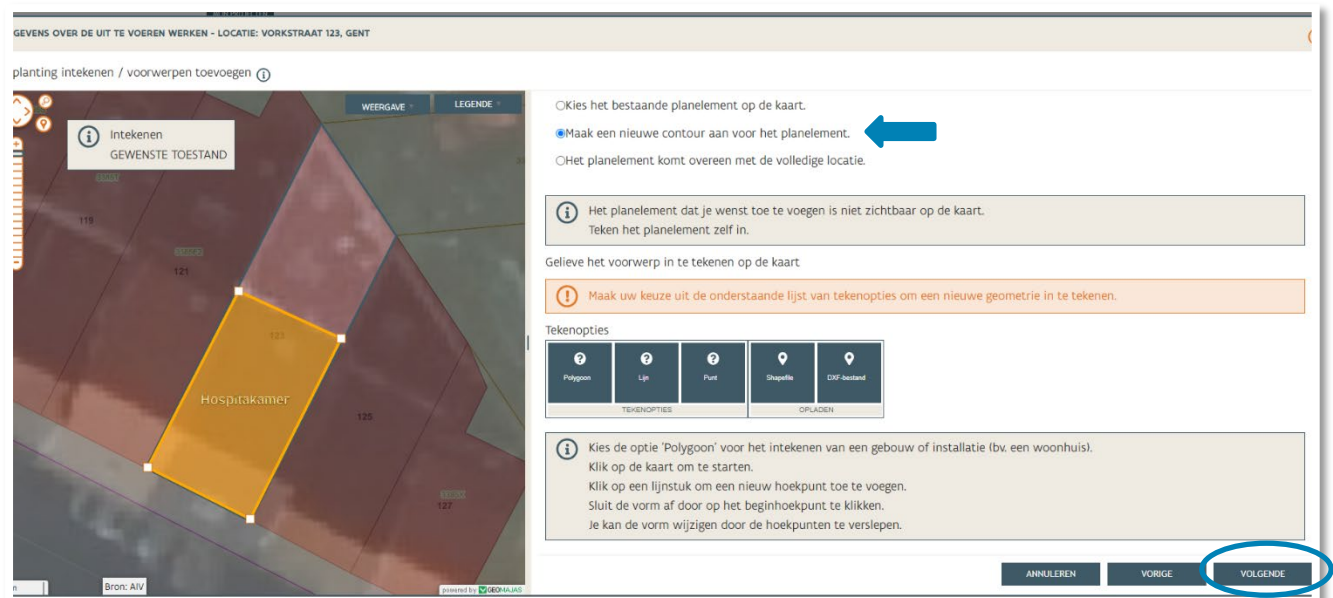 GEVENS OVER DE UIT TE VOEREN WERKEN - LOCATIE: VORKSTRAAT 123, GENT
planting intekenen / voorwerpen toevoegen
WEERGAVE
LEGENDE
Intekenen
GEWENSTE TOESTAND
119
121
123
Hospitakamer
125
127
Bron: AIV
powered by GEOMAJAS
Kies het bestaande planelement op de kaart.
Maak een nieuwe contour aan voor het planelement.
Het planelement komt overeen met de volledige locatie.
Het planelement dat je wenst toe te voegen is niet zichtbaar op de kaart.
Teken het planelement zelf in.
Gelieve het voorwerp in te tekenen op de kaart
Maak uw keuze uit de onderstaande lijst van tekenopties om een nieuwe geometrie in te tekenen.
Tekenopties
Polygoon
Lijn
Punt
Shapefile
DXF-bestand
TEKENOPTIES
OPLADEN
Kies de optie 'Polygoon' voor het intekenen van een gebouw of installatie (bv. een woonhuis).
Klik op de kaart om te starten.
Klik op een lijnstuk om een nieuw hoekpunt toe te voegen.
Sluit de vorm af door op het beginhoekpunt te klikken.
Je kan de vorm wijzigen door de hoekpunten te verslepen.
ANNULEREN
VORIGE
VOLGENDE